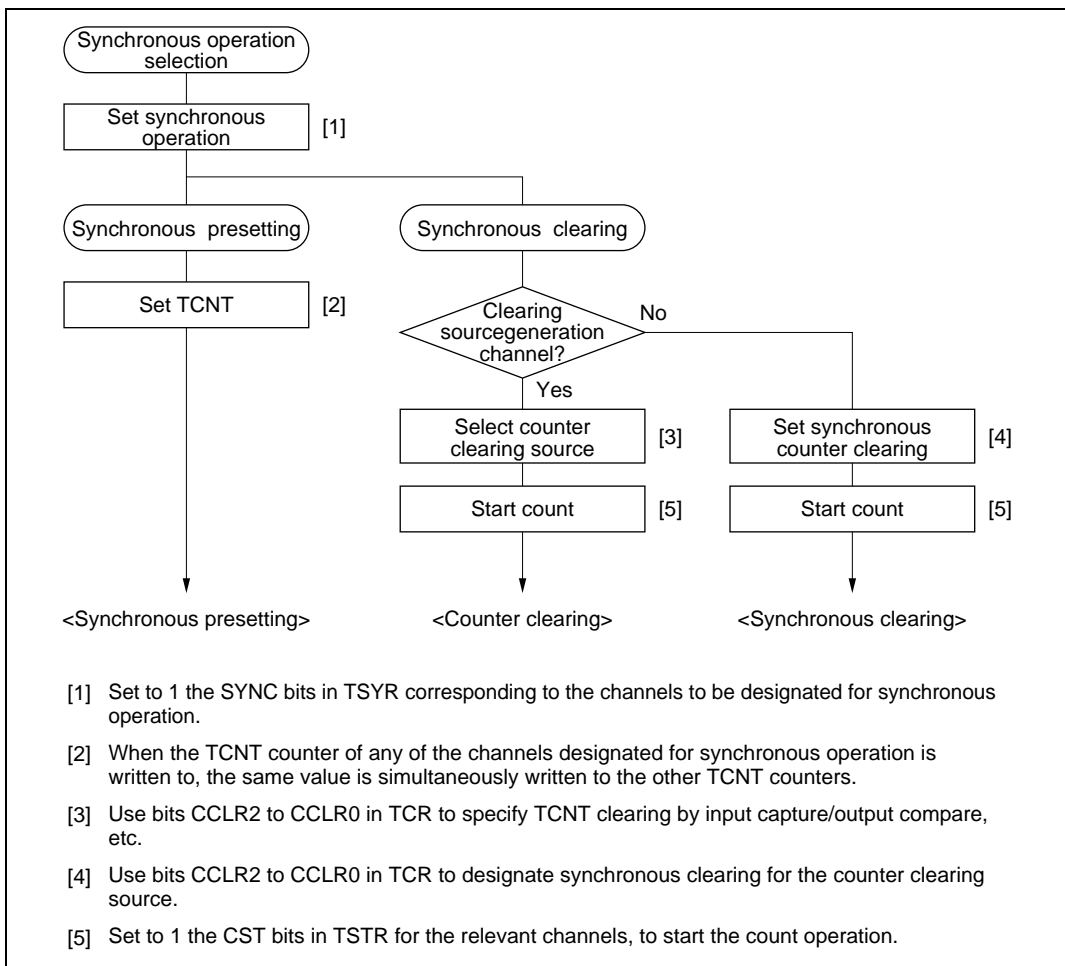 Synchronous operation
selection
Set synchronous
operation
[1]
Synchronous presetting
Synchronous clearing
Set TCNT
[2]
Clearing
sourcegeneration
channel?
No
Yes
Select counter
clearing source
[3]
Set synchronous
counter clearing
[4]
Start count
[5]
Start count
[5]
<Synchronous presetting>
<Counter clearing>
<Synchronous clearing>
[1] Set to 1 the SYNC bits in TSYR corresponding to the channels to be designated for synchronous
operation.
[2] When the TCNT counter of any of the channels designated for synchronous operation is
written to, the same value is simultaneously written to the other TCNT counters.
[3] Use bits CCLR2 to CCLR0 in TCR to specify TCNT clearing by input capture/output compare,
etc.
[4] Use bits CCLR2 to CCLR0 in TCR to designate synchronous clearing for the counter clearing
source.
[5] Set to 1 the CST bits in TSTR for the relevant channels, to start the count operation.